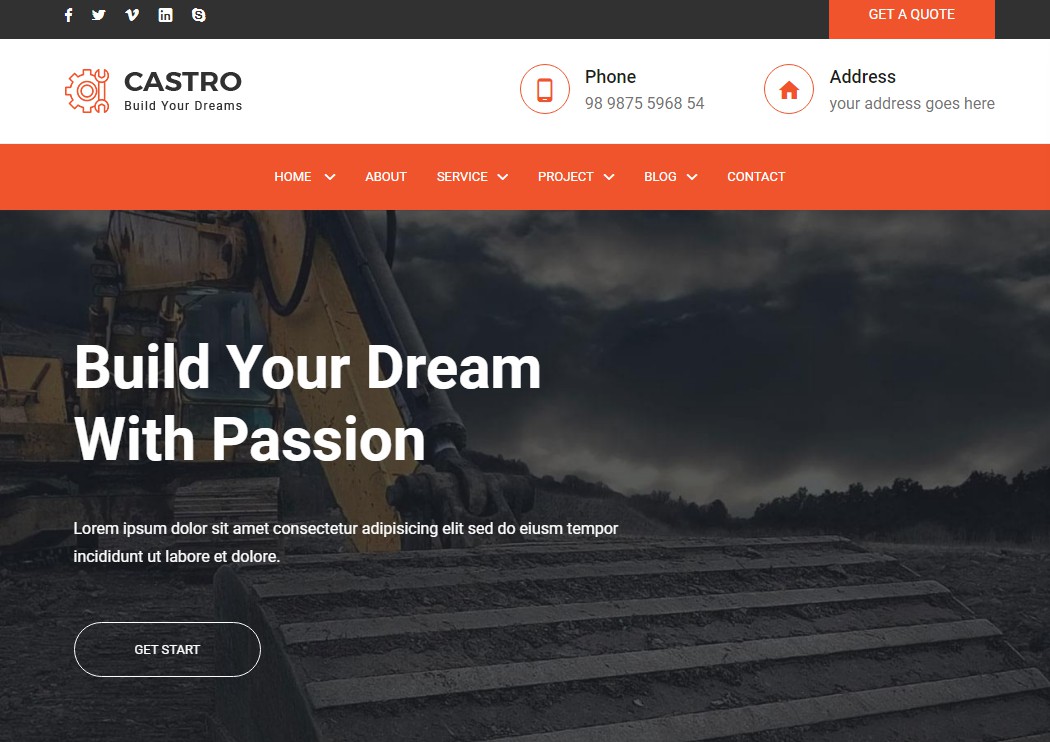 GET A QUOTE
CASTRO
Build Your Dreams
Phone
98 9875 5968 54
Address
your address goes here
HOME ABOUT SERVICE PROJECT BLOG CONTACT
Build Your Dream
With Passion
Lorem ipsum dolor sit amet consectetur adipisicing elit sed do eiusm tempor
incididunt ut labore et dolore.
GET START